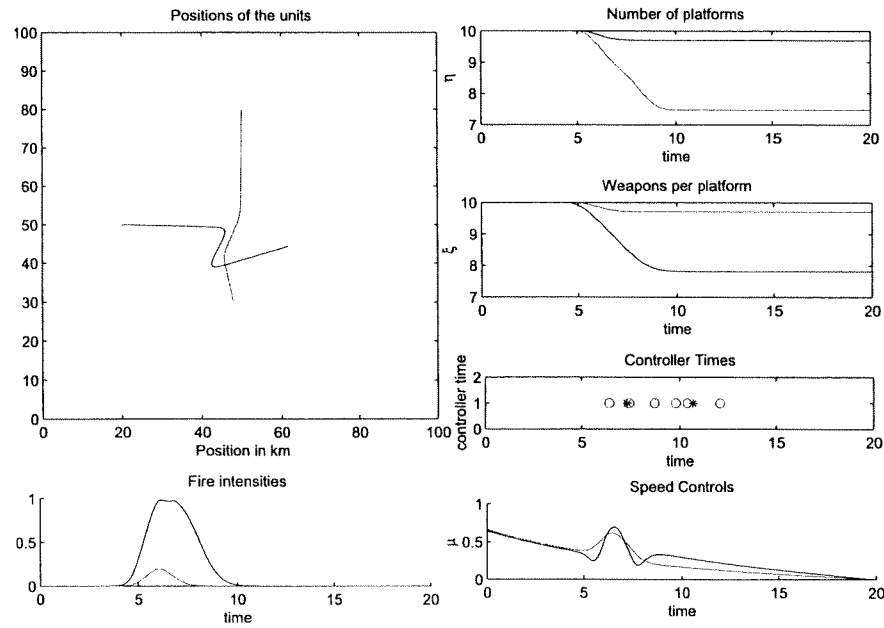 Positions of the units
100
90
80
70
60
50
40
30
20
10
0
0 20 40 60 80 100
Position in km
Fire intensities
1
0.5
0
0 5 10 15 20
time
Number of platforms
10
9
8
7
η
0 5 10 15 20
time
Weapons per platform
10
9
8
7
ξ
0 5 10 15 20
time
Controller Times
2
1
0
controller time
0 5 10 15 20
time
Speed Controls
1
0.5
0
μ
0 5 10 15 20
time